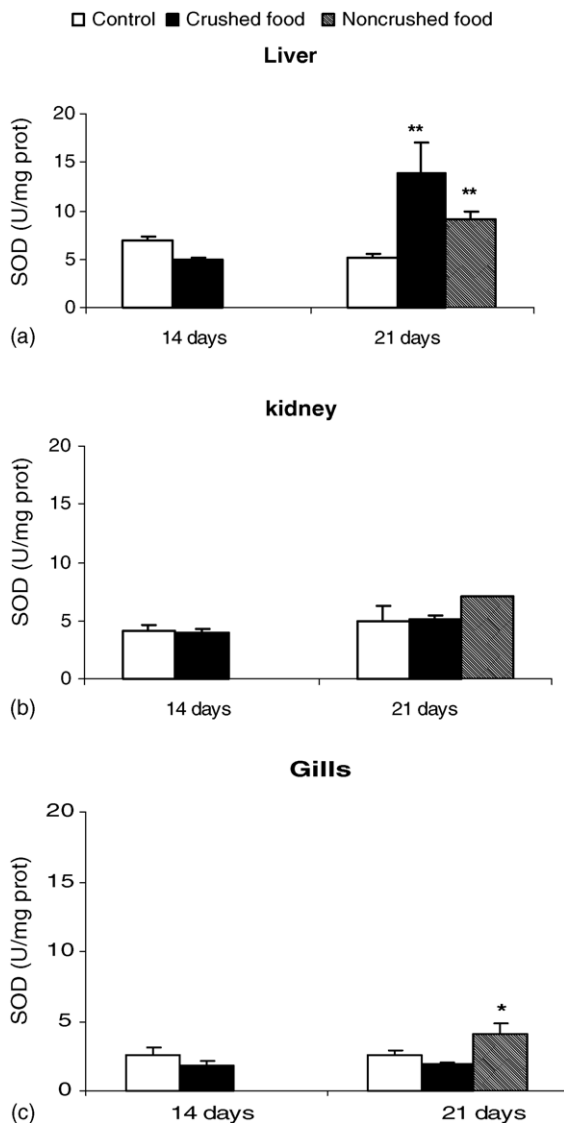 Control Crushed food Noncrushed food
Liver
20
15
10
5
0
SOD (U/mg prot)
**
**
14 days 21 days
(a)
kidney
20
15
10
5
0
SOD (U/mg prot)
14 days 21 days
(b)
Gills
20
15
10
5
0
SOD (U/mg prot)
*
14 days 21 days
(c)